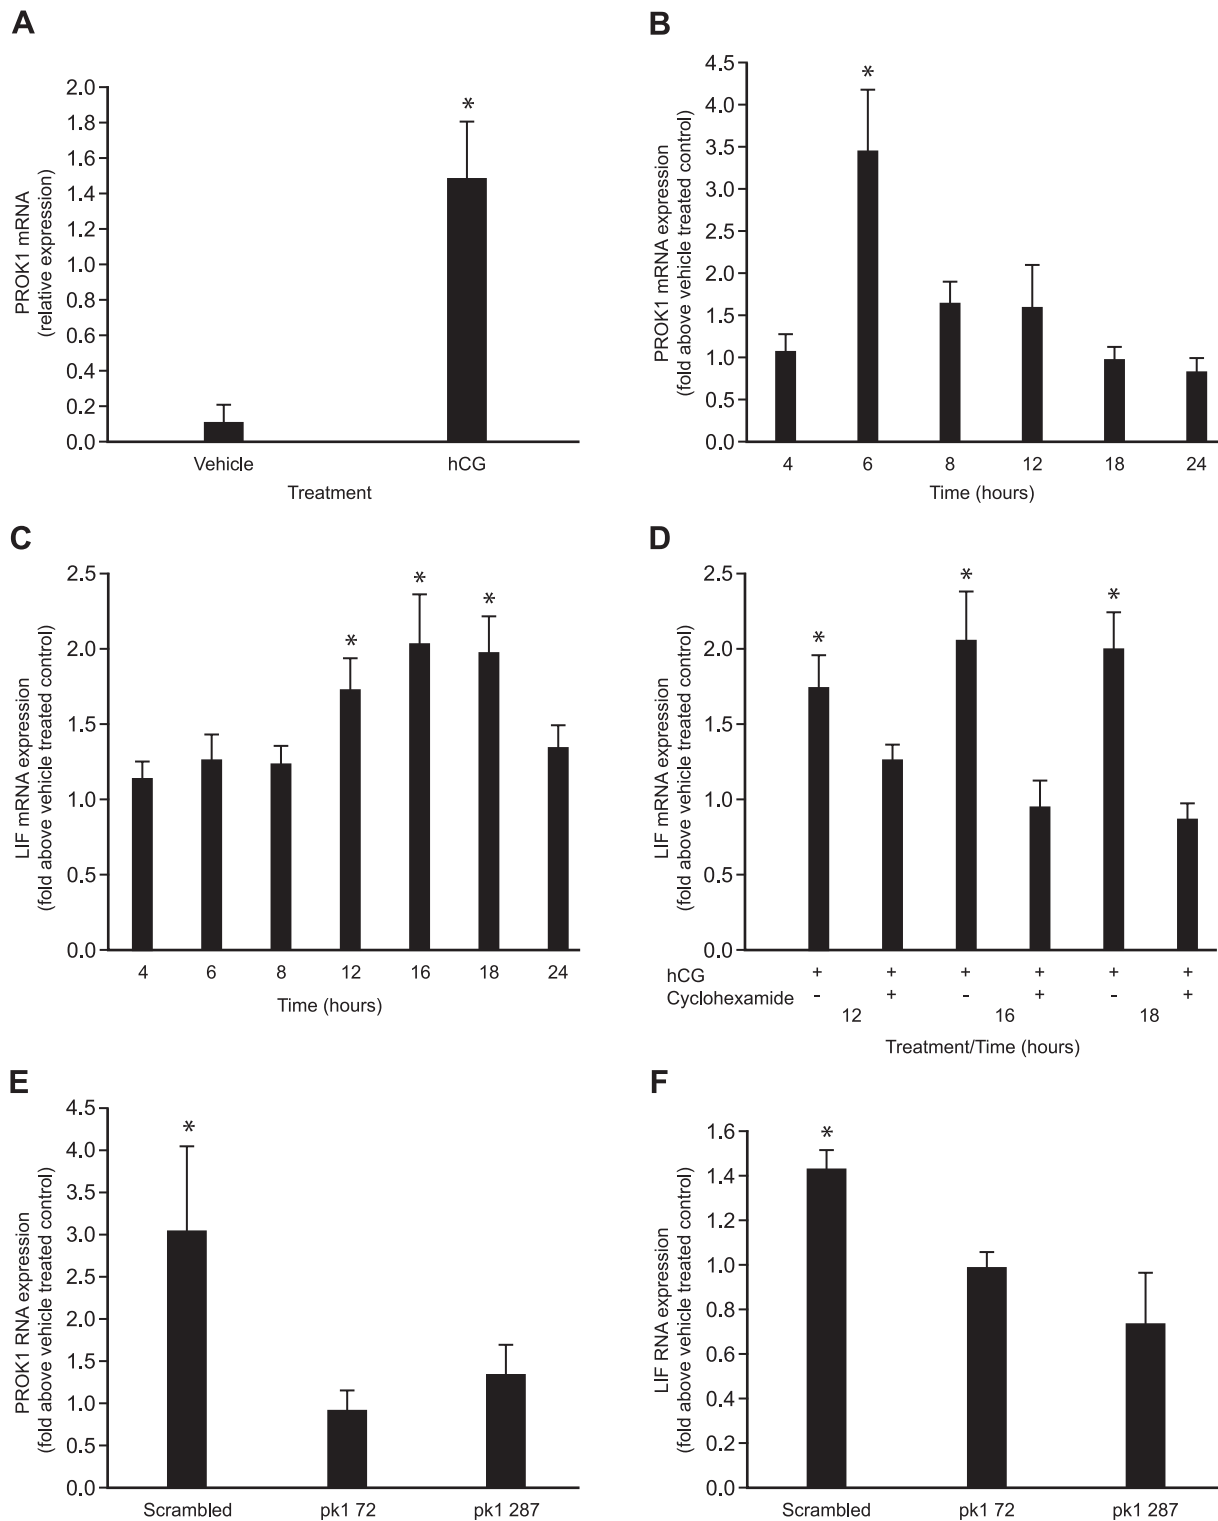 A
PROK1 mRNA
(relative expression)
2.0
1.8
1.6
1.4
1.2
1.0
0.8
0.6
0.4
0.2
0.0
*
Vehicle hCG
Treatment
B
PROK1 mRNA expression
(fold above vehicle treated control)
4.5
4.0
3.5
3.0
2.5
2.0
1.5
1.0
0.5
0.0
*
4 6 8 12 18 24
Time (hours)
C
LIF mRNA expression
(fold above vehicle treated control)
2.5
2.0
1.5
1.0
0.5
0.0
* * *
4 6 8 12 16 18 24
Time (hours)
D
LIF mRNA expression
(fold above vehicle treated control)
2.5
2.0
1.5
1.0
0.5
0.0
* * *
hCG + + + + + +
Cyclohexamide - + - + - +
12 16 18
Treatment/Time (hours)
E
PROK1 RNA expression
(fold above vehicle treated control)
4.5
4.0
3.5
3.0
2.5
2.0
1.5
1.0
0.5
0.0
*
Scrambled pk1 72 pk1 287
F
LIF RNA expression
(fold above vehicle treated control)
1.6
1.4
1.2
1.0
0.8
0.6
0.4
0.2
0.0
*
Scrambled pk1 72 pk1 287